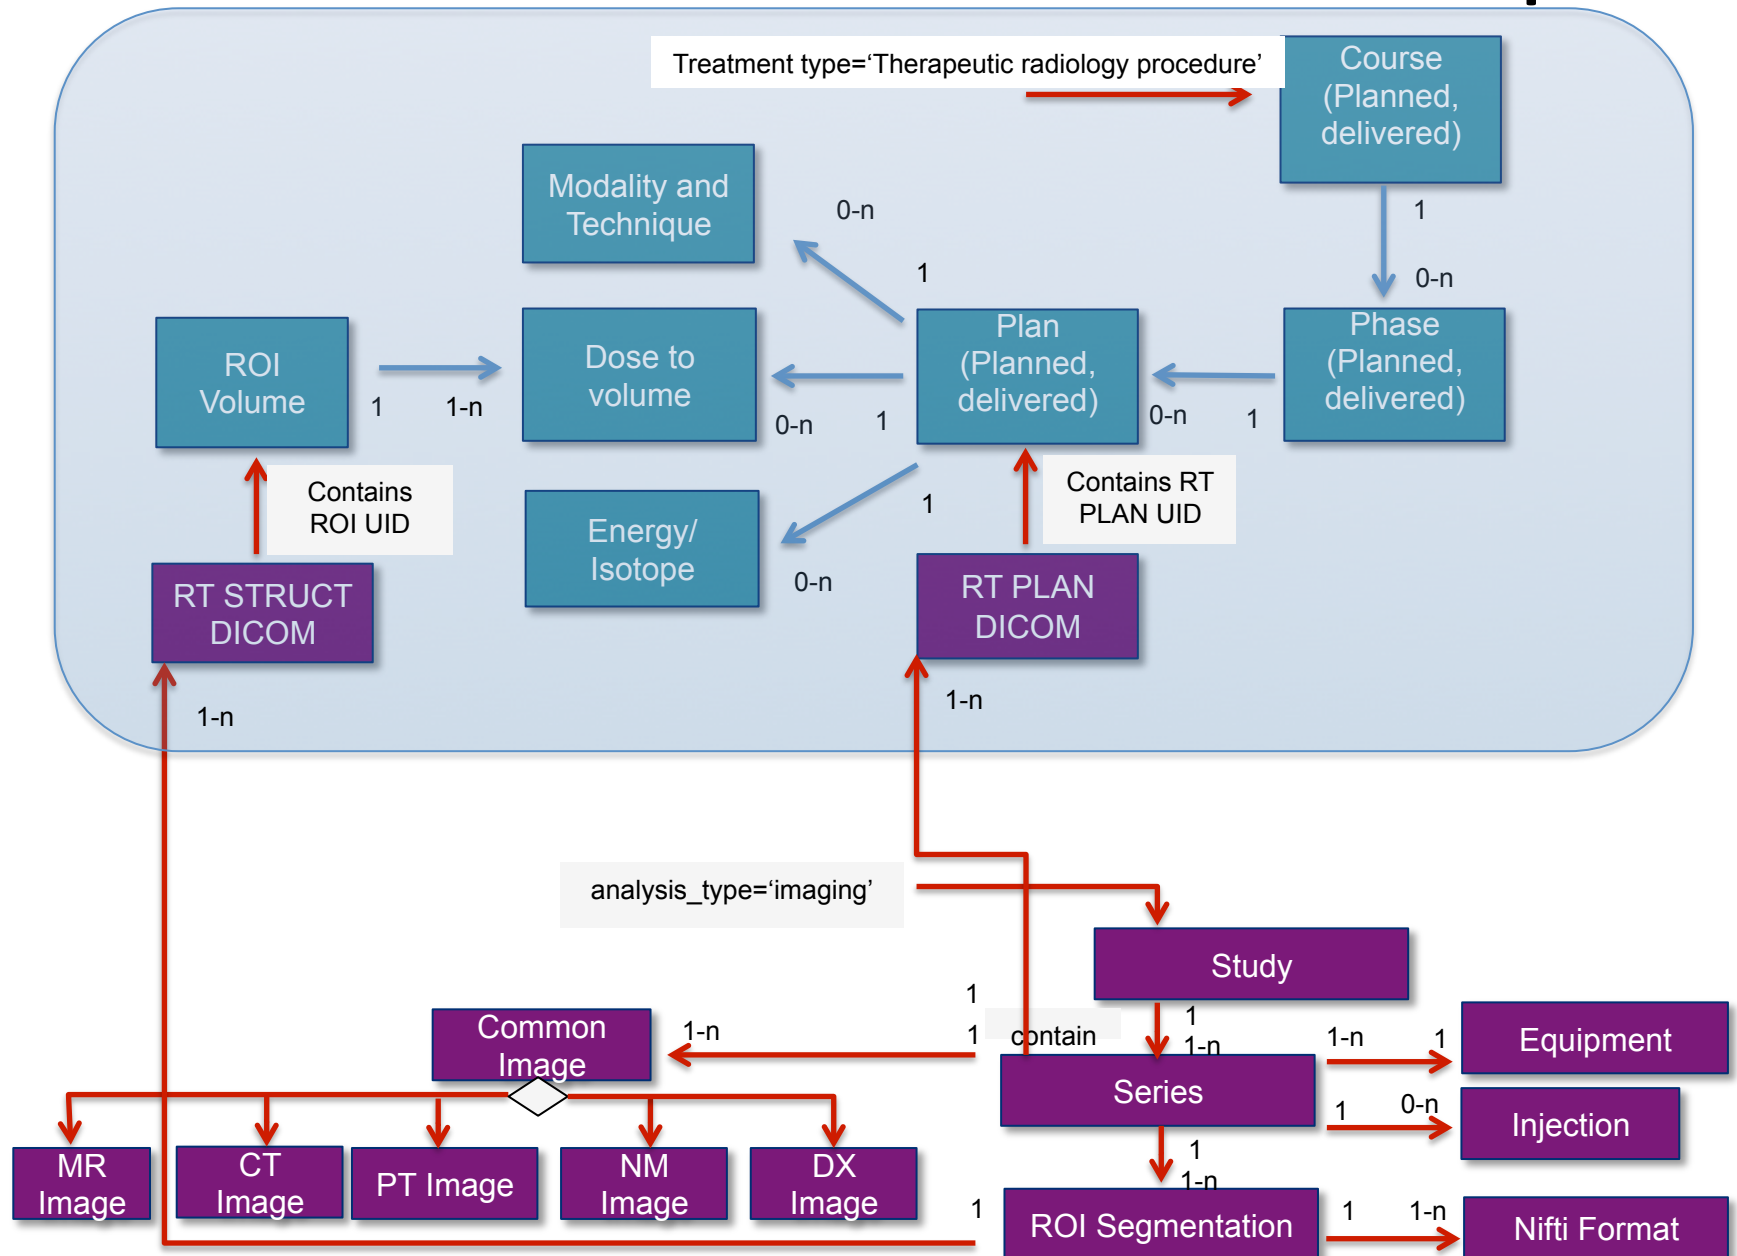 Treatment type=‘Therapeutic radiology procedure’
Course
(Planned,
delivered)
Modality and
Technique
0-n
1
1
0-n
ROI
Volume
1
1-n
Dose to
volume
0-n
1
Plan
(Planned,
delivered)
0-n
1
Phase
(Planned,
delivered)
Contains
ROI UID
Energy/
Isotope
1
0-n
Contains RT
PLAN UID
RT STRUCT
DICOM
RT PLAN
DICOM
1-n
1-n
analysis_type=‘imaging’
Study
1
1
1-n
contain
1
1-n
Common
Image
Series
1-n
1
Equipment
1
0-n
Injection
MR
Image
CT
Image
PT Image
NM
Image
DX
Image
1
1-n
1
ROI Segmentation
1
1-n
Nifti Format